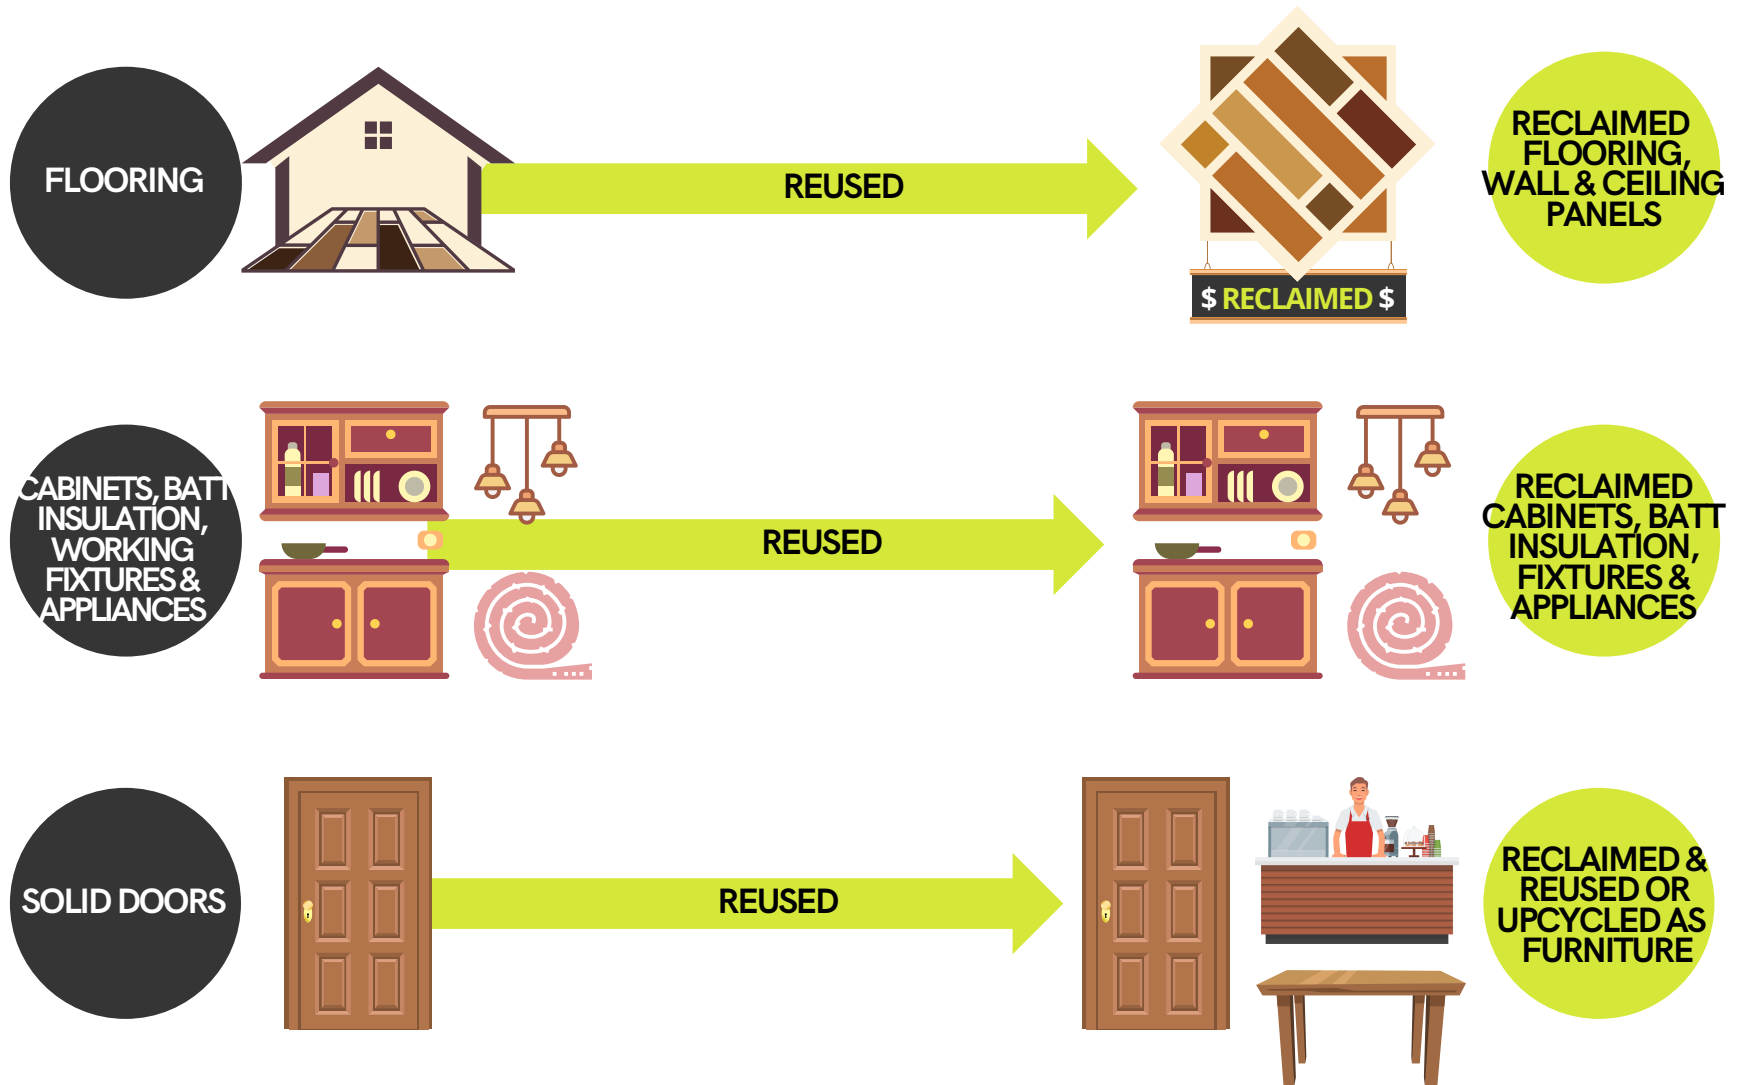 FLOORING
REUSED
RECLAIMED
FLOORING,
WALL & CEILING
PANELS
$ RECLAIMED $
CABINETS, BATT
INSULATION,
WORKING
FIXTURES &
APPLIANCES
REUSED
RECLAIMED
CABINETS, BATT
INSULATION,
FIXTURES &
APPLIANCES
SOLID DOORS
REUSED
RECLAIMED &
REUSED OR
UPCYCLED AS
FURNITURE